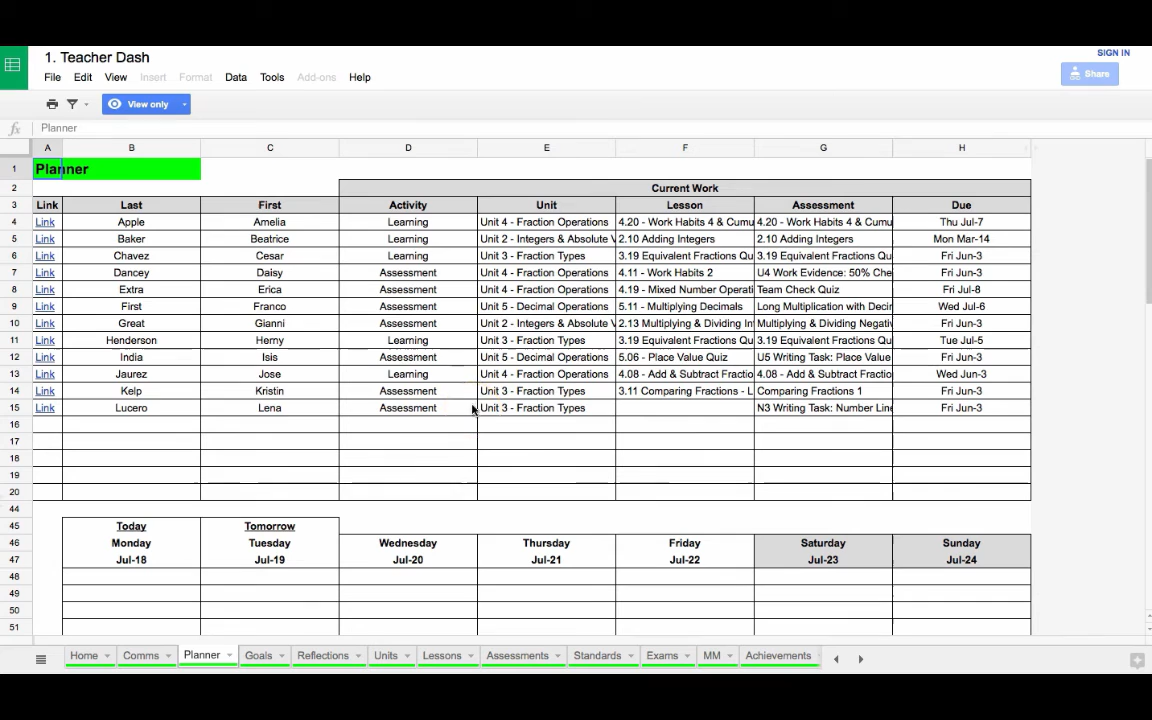 1. Teacher Dash
SIGN IN
File Edit View Insert Format Data Tools Add-ons Help
Share
View only
fx Planner
A B C D E F G H
1 Planner
2 Current Work
3 Link Last First Activity Unit Lesson Assessment Due
4 Link Apple Amelia Learning Unit 4 - Fraction Operations 4.20 - Work Habits 4 & Cumu 4.20 - Work Habits 4 & Cumu Thu Jul-7
5 Link Baker Beatrice Learning Unit 2 - Integers & Absolute V 2.10 Adding Integers 2.10 Adding Integers Mon Mar-14
6 Link Chavez Cesar Learning Unit 3 - Fraction Types 3.19 Equivalent Fractions Qu 3.19 Equivalent Fractions Qu Fri Jun-3
7 Link Dancey Daisy Assessment Unit 4 - Fraction Operations 4.11 - Work Habits 2 U4 Work Evidence: 50% Che Fri Jun-3
8 Link Extra Erica Assessment Unit 4 - Fraction Operations 4.19 - Mixed Number Operati Team Check Quiz Fri Jul-8
9 Link First Franco Assessment Unit 5 - Decimal Operations 5.11 - Multiplying Decimals Long Multiplication with Decir Wed Jul-6
10 Link Great Gianni Assessment Unit 2 - Integers & Absolute V 2.13 Multiplying & Dividing Int Multiplying & Dividing Negativ Fri Jun-3
11 Link Henderson Herny Learning Unit 3 - Fraction Types 3.19 Equivalent Fractions Qu 3.19 Equivalent Fractions Qu Tue Jul-5
12 Link India Isis Assessment Unit 5 - Decimal Operations 5.06 - Place Value Quiz U5 Writing Task: Place Value Fri Jun-3
13 Link Jaurez Jose Learning Unit 4 - Fraction Operations 4.08 - Add & Subtract Fractio 4.08 - Add & Subtract Fractio Wed Jun-3
14 Link Kelp Kristin Assessment Unit 3 - Fraction Types 3.11 Comparing Fractions - L Comparing Fractions 1 Fri Jun-3
15 Link Lucero Lena Assessment Unit 3 - Fraction Types N3 Writing Task: Number Line Fri Jun-3
16
17
18
19
20
44
45 Today Tomorrow
46 Monday Tuesday Wednesday Thursday Friday Saturday Sunday
47 Jul-18 Jul-19 Jul-20 Jul-21 Jul-22 Jul-23 Jul-24
48
49
50
51
Home Comms Planner Goals Reflections Units Lessons Assessments Standards Exams MM Achievements